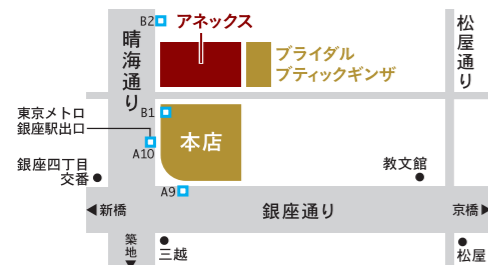 B2
アネックス
晴海通り
松屋通り
ブライダル
ブティックギンザ
東京メトロ
銀座駅出口
B1
本店
A10
銀座四丁目
交番
教文館
A9
◀新橋
銀座通り
京橋▶
築地▼
三越
松屋